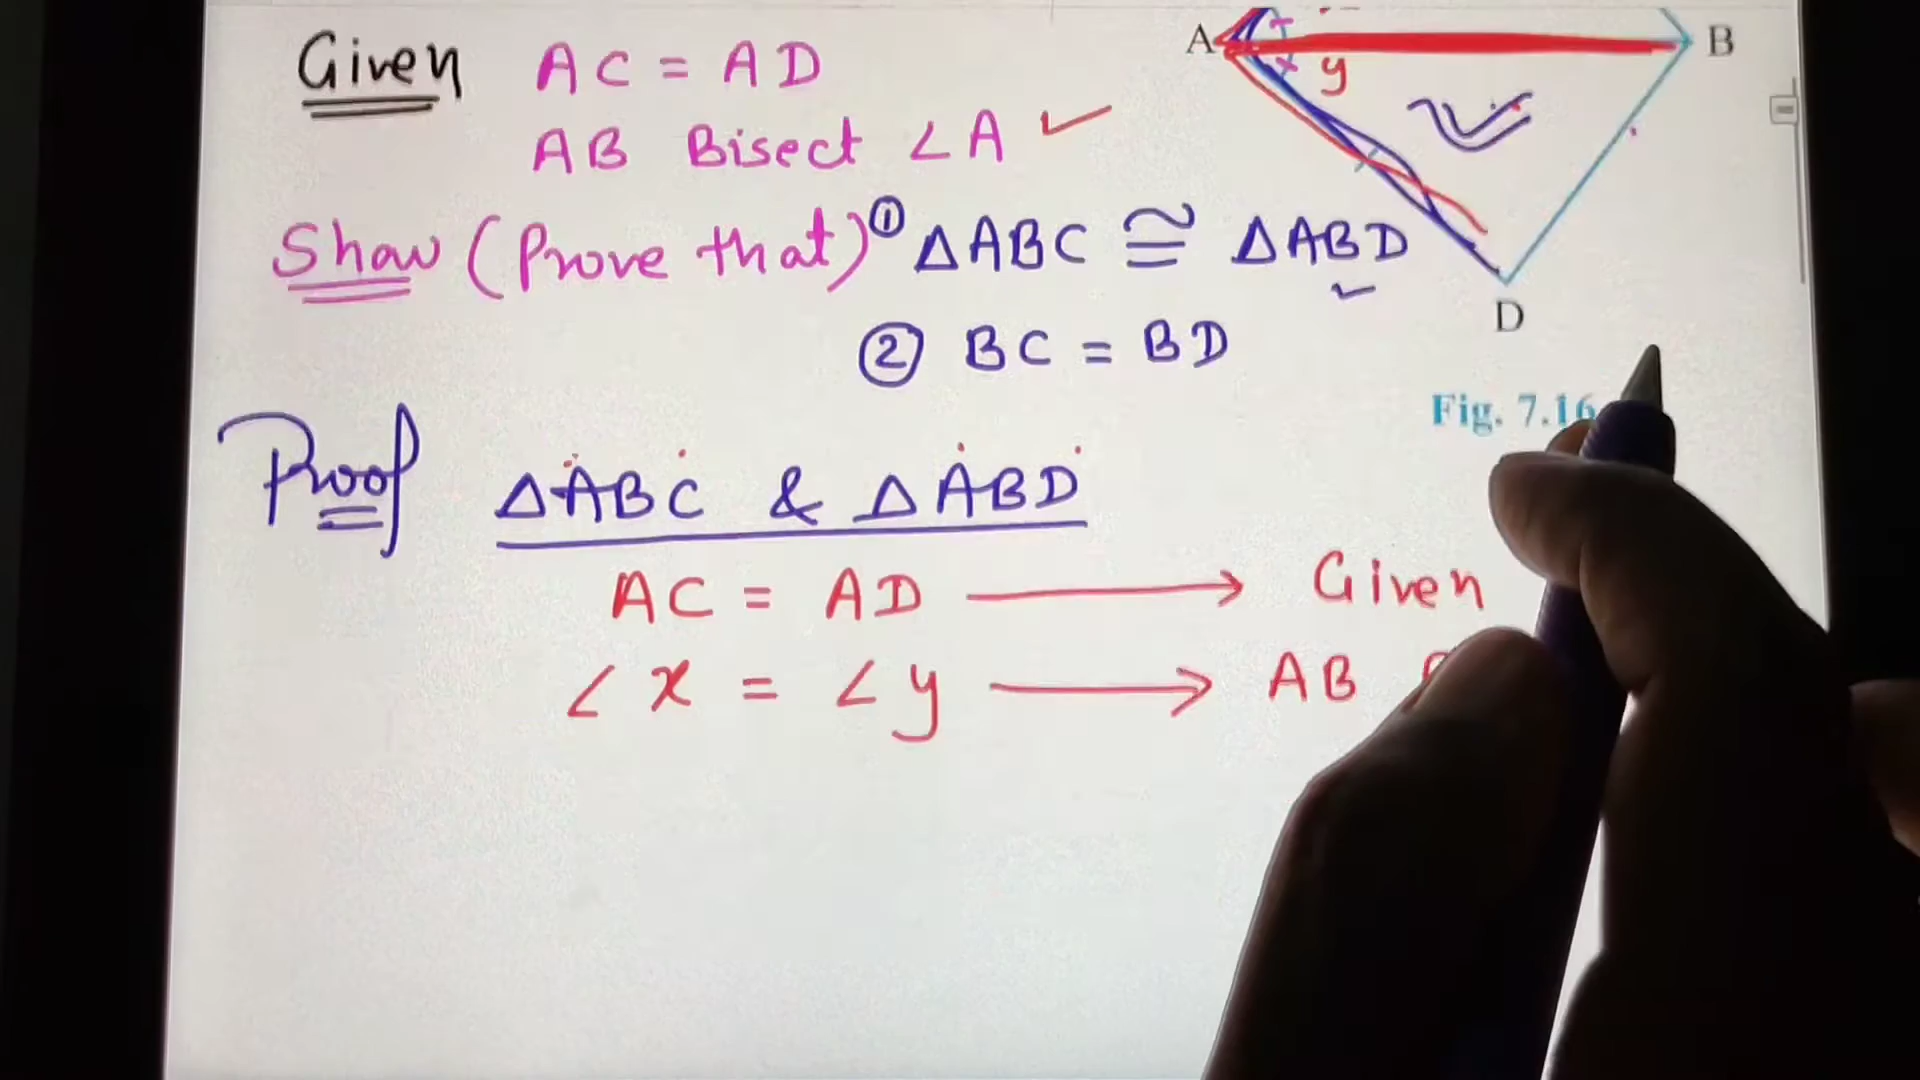 Given AC = AD
AB Bisect ∠A ✓
Show (Prove that) ① ΔABC ≅ ΔABD
② BC = BD
A B
y
D
Fig. 7.16
Proof ΔABC & ΔABD
AC = AD → Given
∠x = ∠y → AB